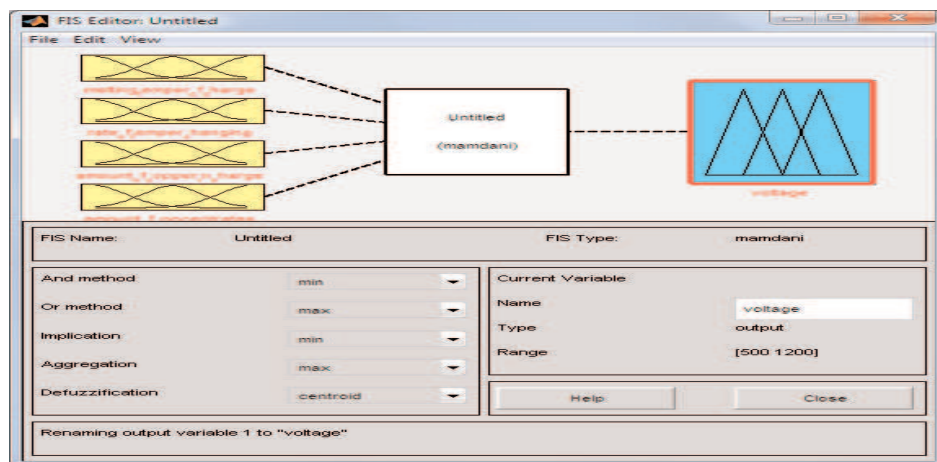 FIS Editor: Untitled
File Edit View
Untitled
(mamdani)
voltage
FIS Name: Untitled FIS Type: mamdani
And method min
Or method max
Implication min
Aggregation max
Defuzzification centroid
Current Variable
Name voltage
Type output
Range [500 1200]
Help Close
Renaming output variable 1 to "voltage"